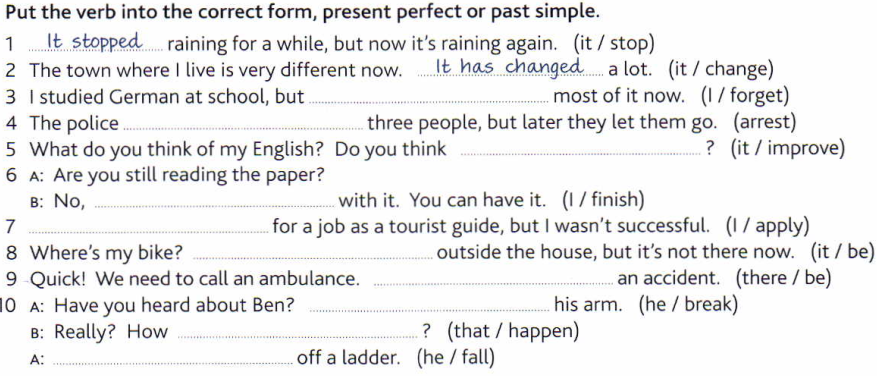 Put the verb into the correct form, present perfect or past simple.
1 It stopped raining for a while, but now it's raining again. (it / stop)
2 The town where I live is very different now. It has changed a lot. (it / change)
3 I studied German at school, but ........................ most of it now. (I / forget)
4 The police ........................ three people, but later they let them go. (arrest)
5 What do you think of my English? Do you think ........................ ? (it / improve)
6 A: Are you still reading the paper?
B: No, ........................ with it. You can have it. (I / finish)
7 ........................ for a job as a tourist guide, but I wasn't successful. (I / apply)
8 Where's my bike? ........................ outside the house, but it's not there now. (it / be)
9 Quick! We need to call an ambulance. ........................ an accident. (there / be)
10 A: Have you heard about Ben? ........................ his arm. (he / break)
B: Really? How ........................ ? (that / happen)
A: ........................ off a ladder. (he / fall)